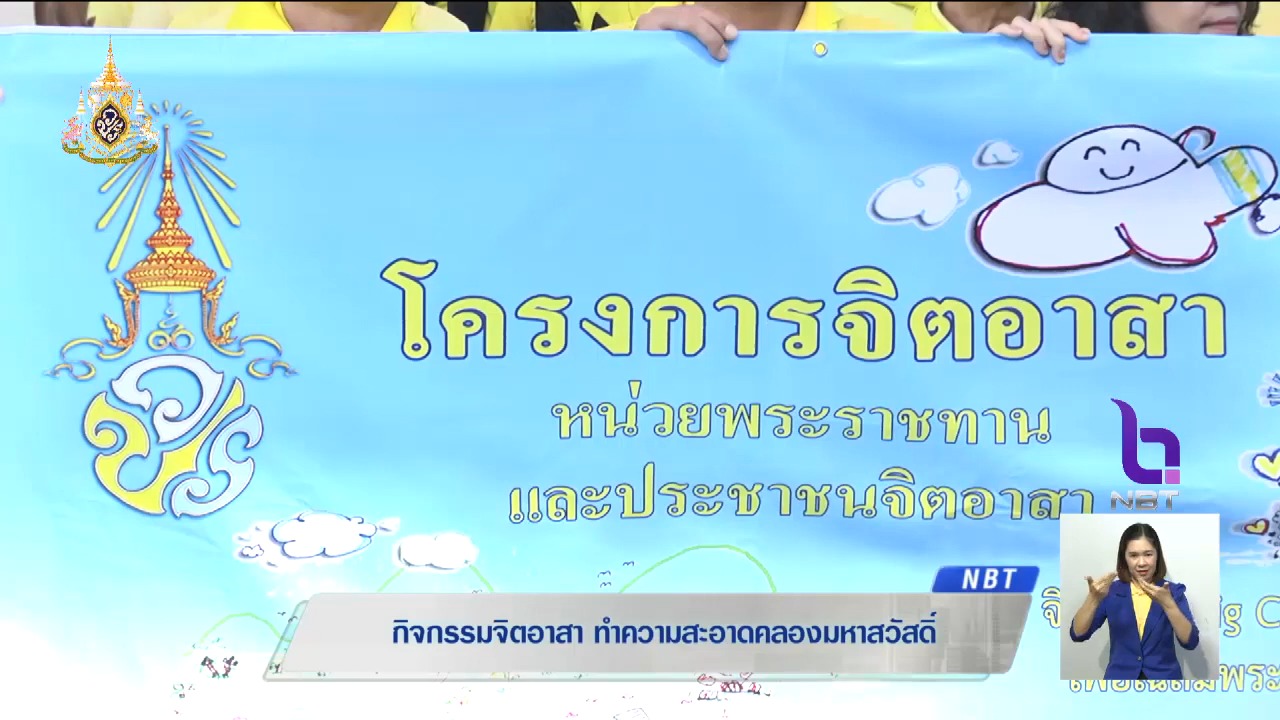 โครงการจิตอาสา
หน่วยพระราชทาน
และประชาชนจิตอาสา
NBT
NBT
กิจกรรมจิตอาสา ทำความสะอาดคลองมหาสวัสดิ์